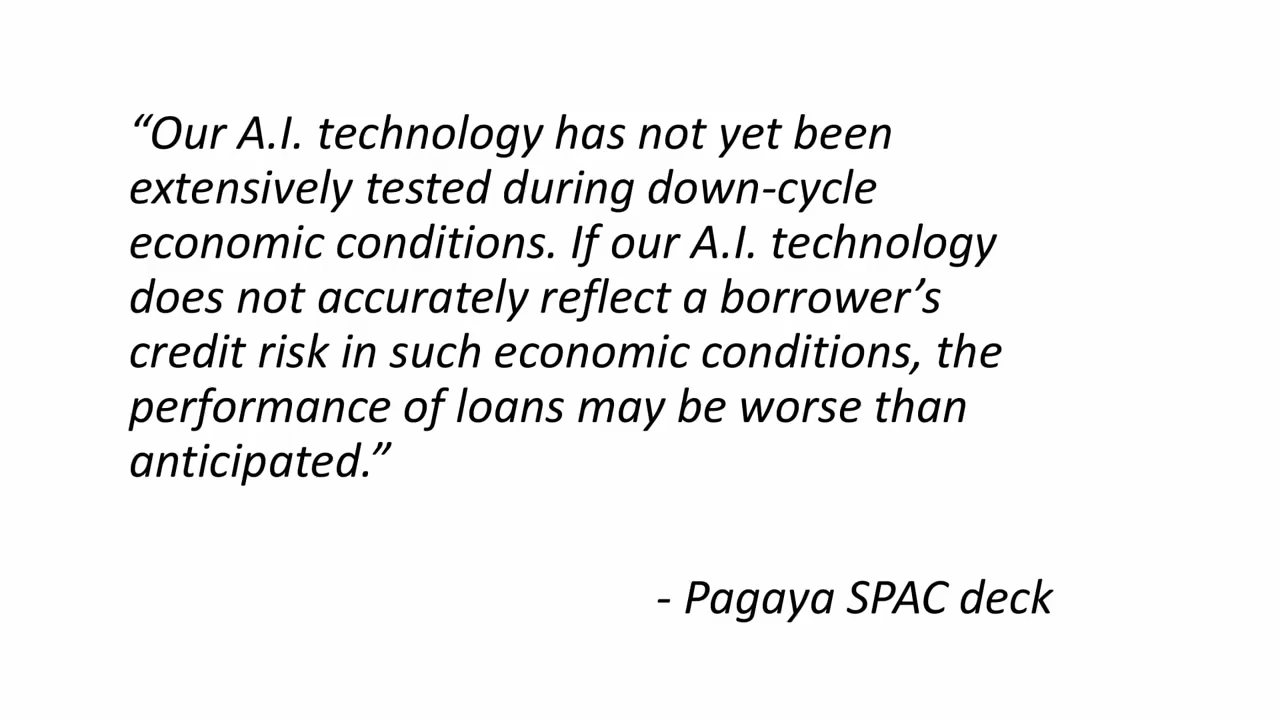 “Our A.I. technology has not yet been
extensively tested during down-cycle
economic conditions. If our A.I. technology
does not accurately reflect a borrower’s
credit risk in such economic conditions, the
performance of loans may be worse than
anticipated.”
- Pagaya SPAC deck